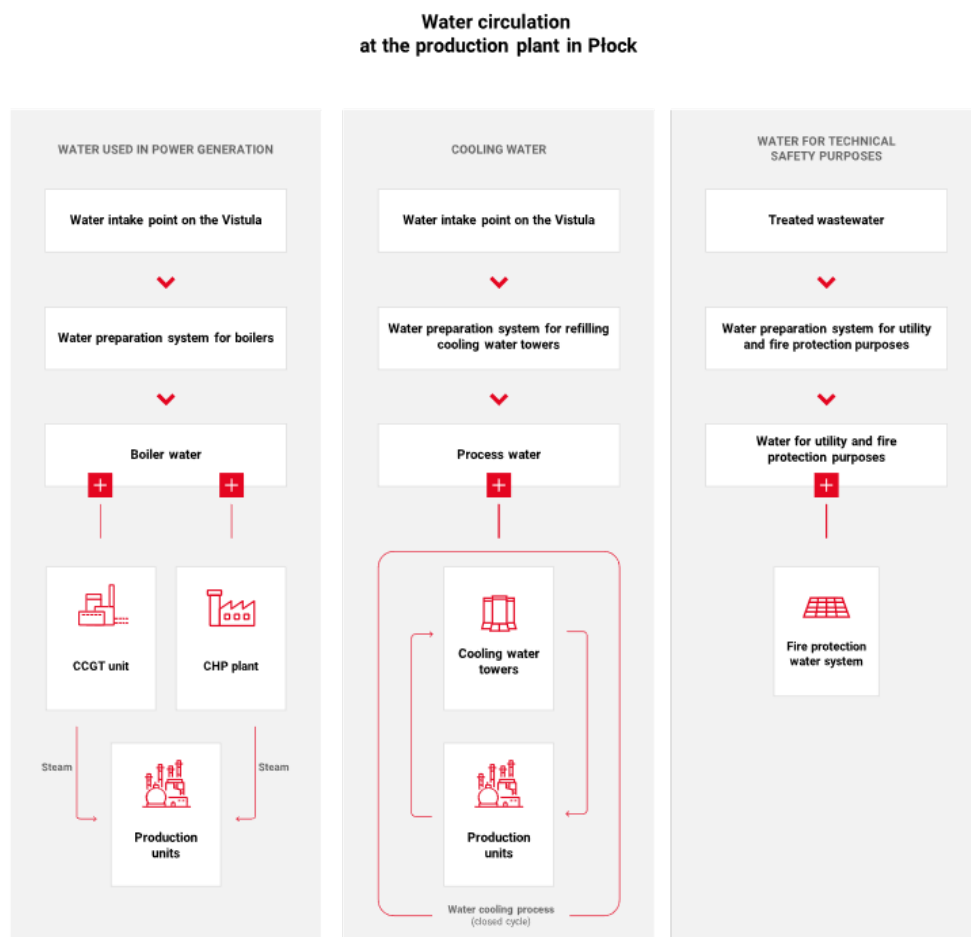 Water circulation
at the production plant in Płock
WATER USED IN POWER GENERATION
Water intake point on the Vistula
Water preparation system for boilers
Boiler water
CCGT unit
CHP plant
Steam
Steam
Production
units
COOLING WATER
Water intake point on the Vistula
Water preparation system for refilling
cooling water towers
Process water
Cooling water
towers
Production
units
Water cooling process
(closed cycle)
WATER FOR TECHNICAL
SAFETY PURPOSES
Treated wastewater
Water preparation system for utility
and fire protection purposes
Water for utility and fire
protection purposes
Fire protection
water system